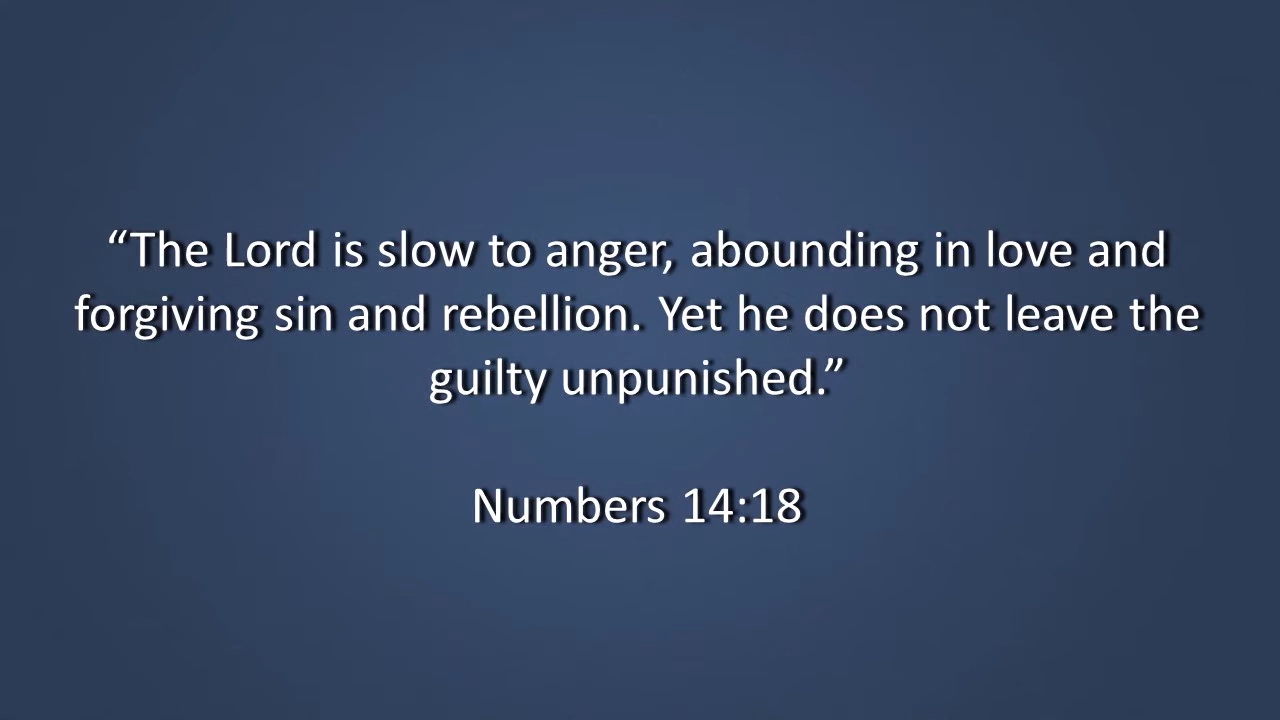 “The Lord is slow to anger, abounding in love and
forgiving sin and rebellion. Yet he does not leave the
guilty unpunished.”
Numbers 14:18